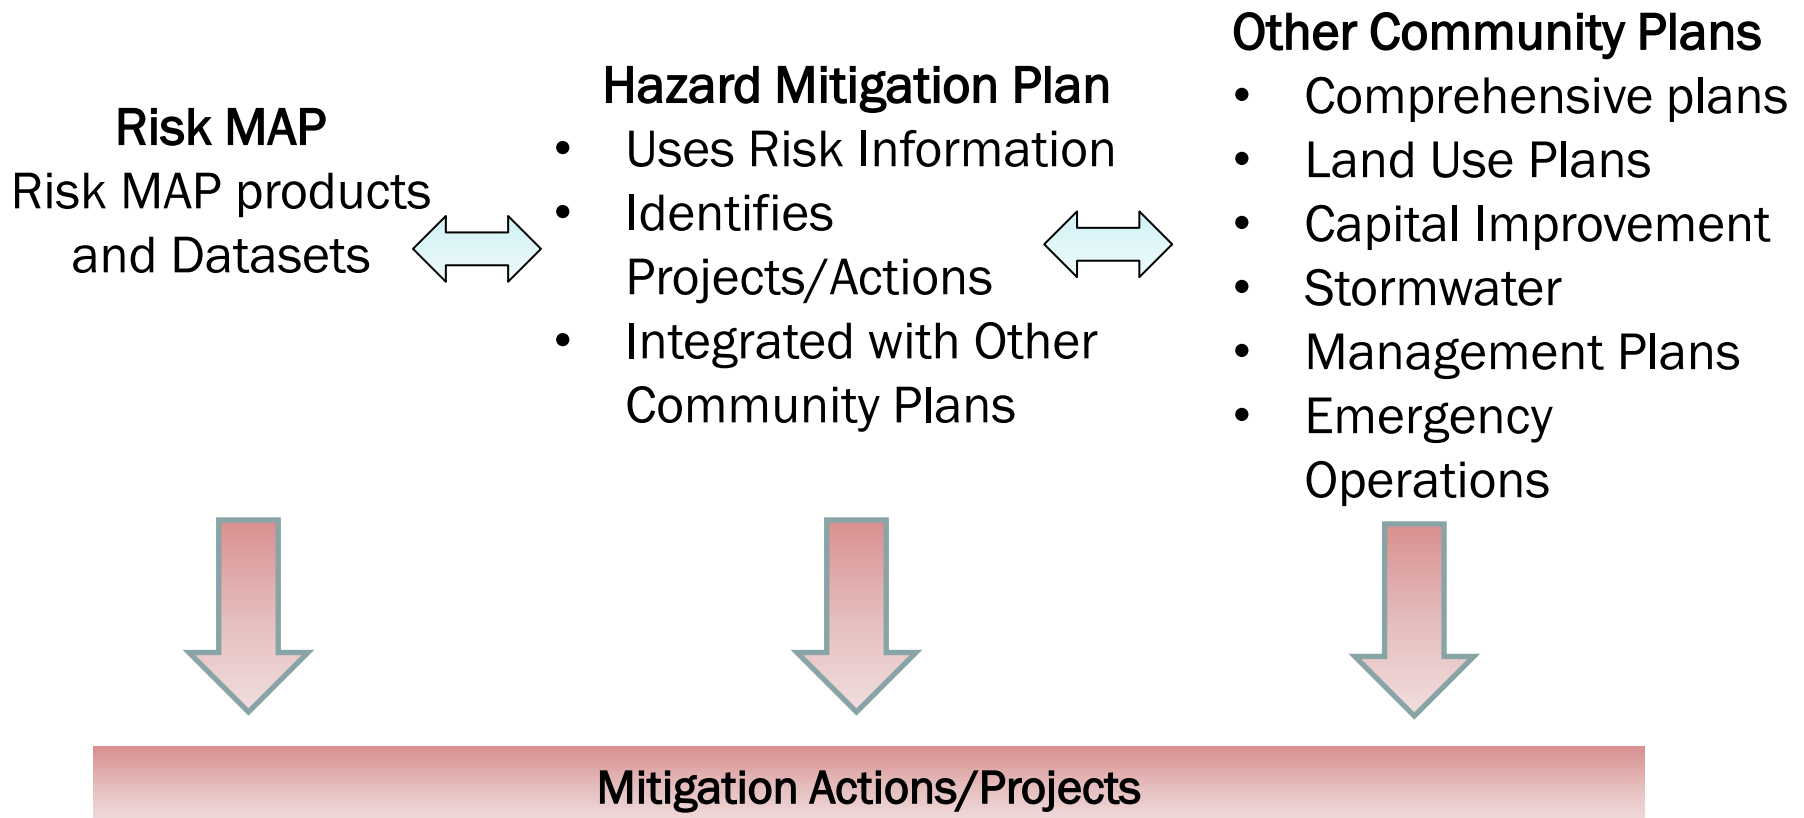 Risk MAP
Risk MAP products
and Datasets
Hazard Mitigation Plan
• Uses Risk Information
• Identifies
Projects/Actions
• Integrated with Other
Community Plans
Other Community Plans
• Comprehensive plans
• Land Use Plans
• Capital Improvement
• Stormwater
• Management Plans
• Emergency
Operations
Mitigation Actions/Projects